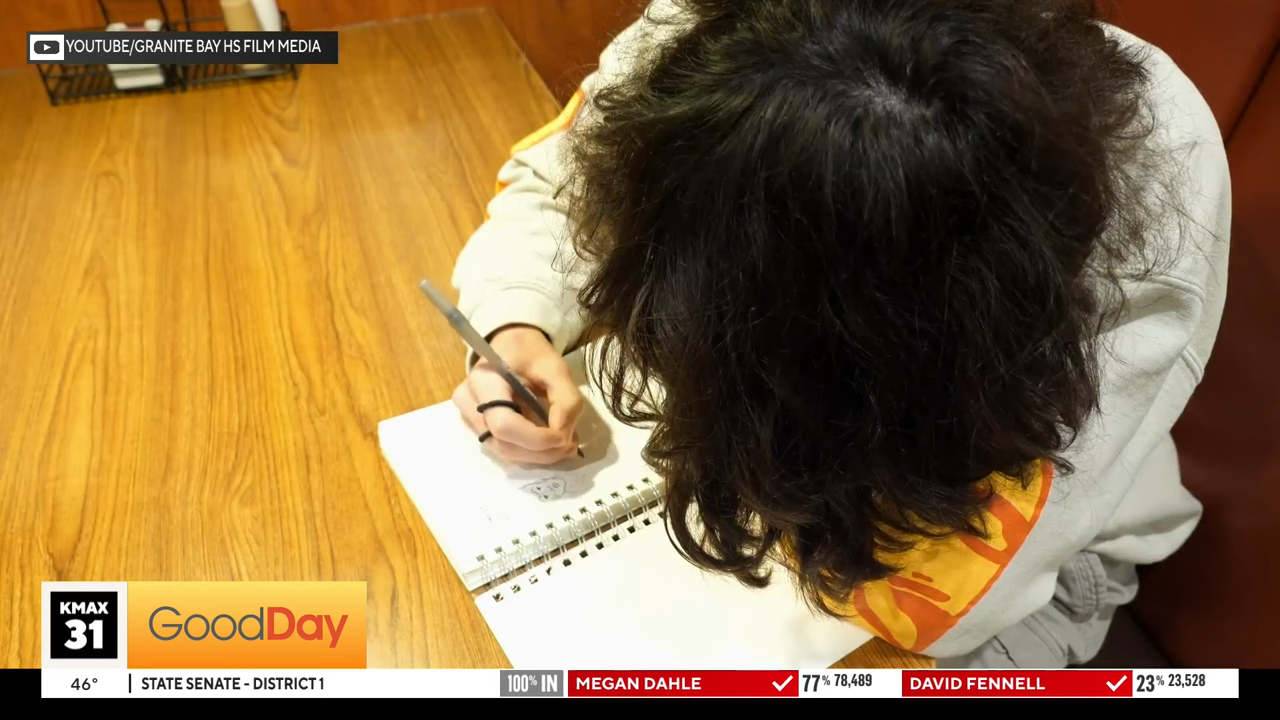 YOUTUBE/GRANITE BAY HS FILM MEDIA
KMAX
31
GoodDay
46° STATE SENATE - DISTRICT 1 100% IN MEGAN DAHLE 77% 78,489 DAVID FENNELL 23% 23,528